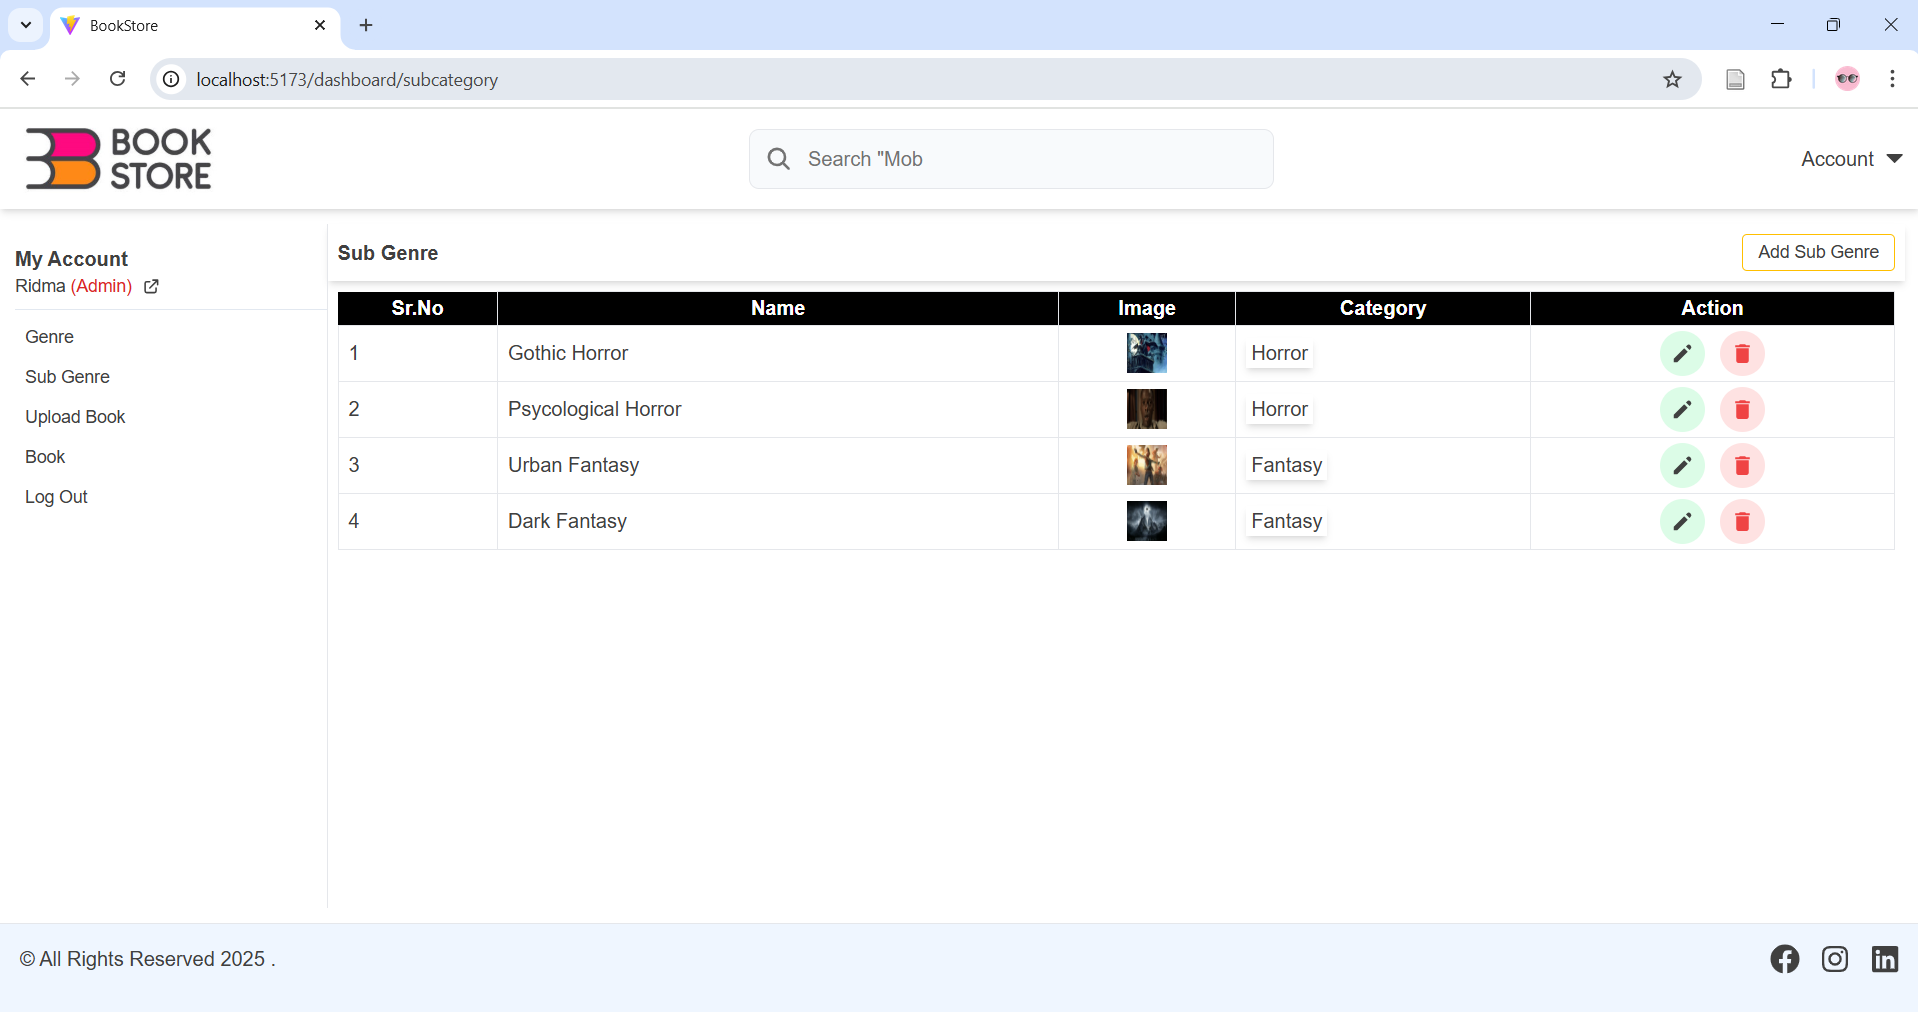 BookStore
localhost:5173/dashboard/subcategory
BOOK
STORE
Search "Mob
Account
My Account
Ridma (Admin)
Genre
Sub Genre
Upload Book
Book
Log Out
Sub Genre
Add Sub Genre
Sr.No Name Image Category Action
1 Gothic Horror Horror
2 Psycological Horror Horror
3 Urban Fantasy Fantasy
4 Dark Fantasy Fantasy
© All Rights Reserved 2025 .